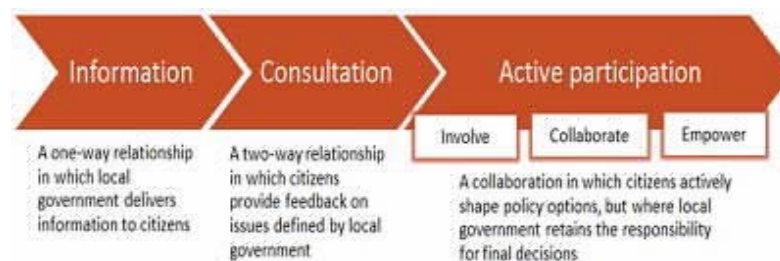 Information
Consultation
Active participation
Involve
Collaborate
Empower
A one-way relationship
in which local
government delivers
information to citizens
A two-way relationship
in which citizens
provide feedback on
issues defined by local
government
A collaboration in which citizens actively
shape policy options, but where local
government retains the responsibility
for final decisions